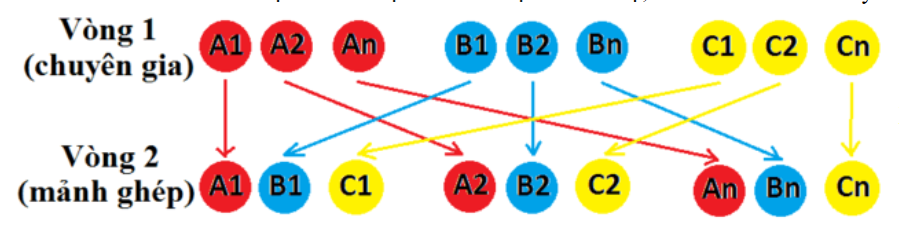 Vòng 1
(chuyên gia)
A1 A2 An B1 B2 Bn C1 C2 Cn
Vòng 2
(mảnh ghép)
A1 B1 C1 A2 B2 C2 An Bn Cn